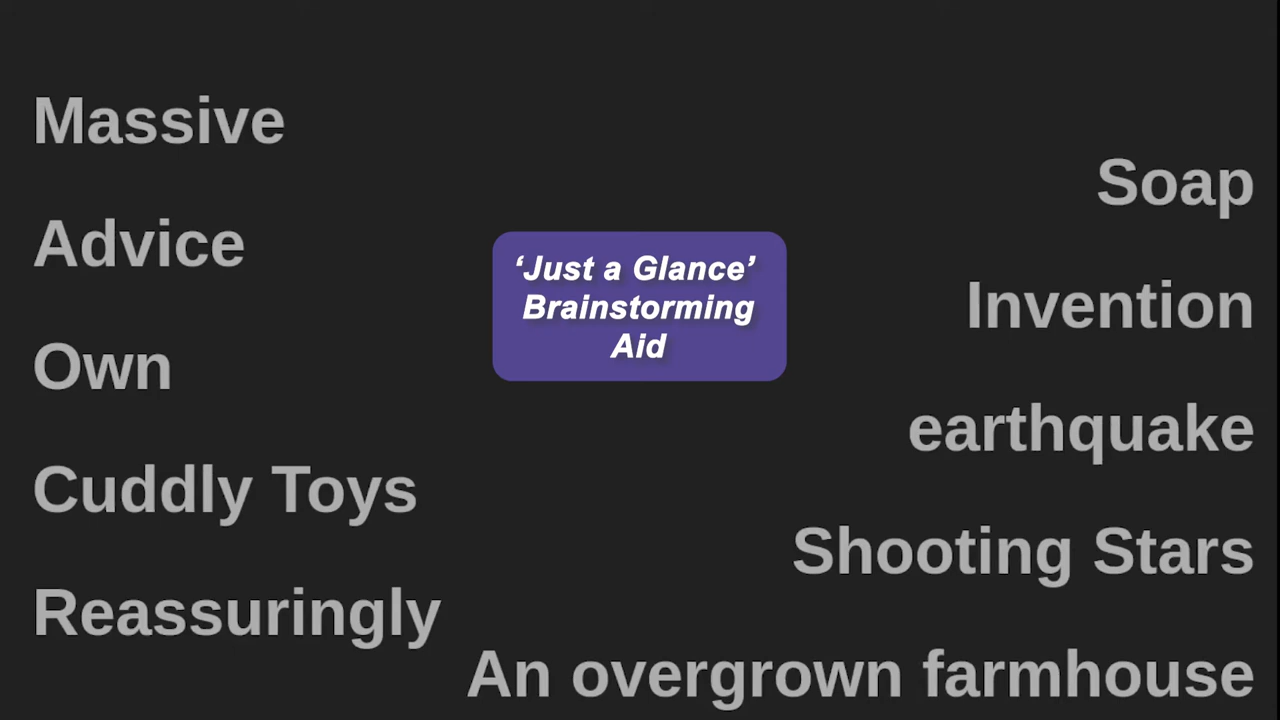 Massive
Soap
Advice
‘Just a Glance’
Brainstorming
Aid
Invention
Own
earthquake
Cuddly Toys
Shooting Stars
Reassuringly
An overgrown farmhouse